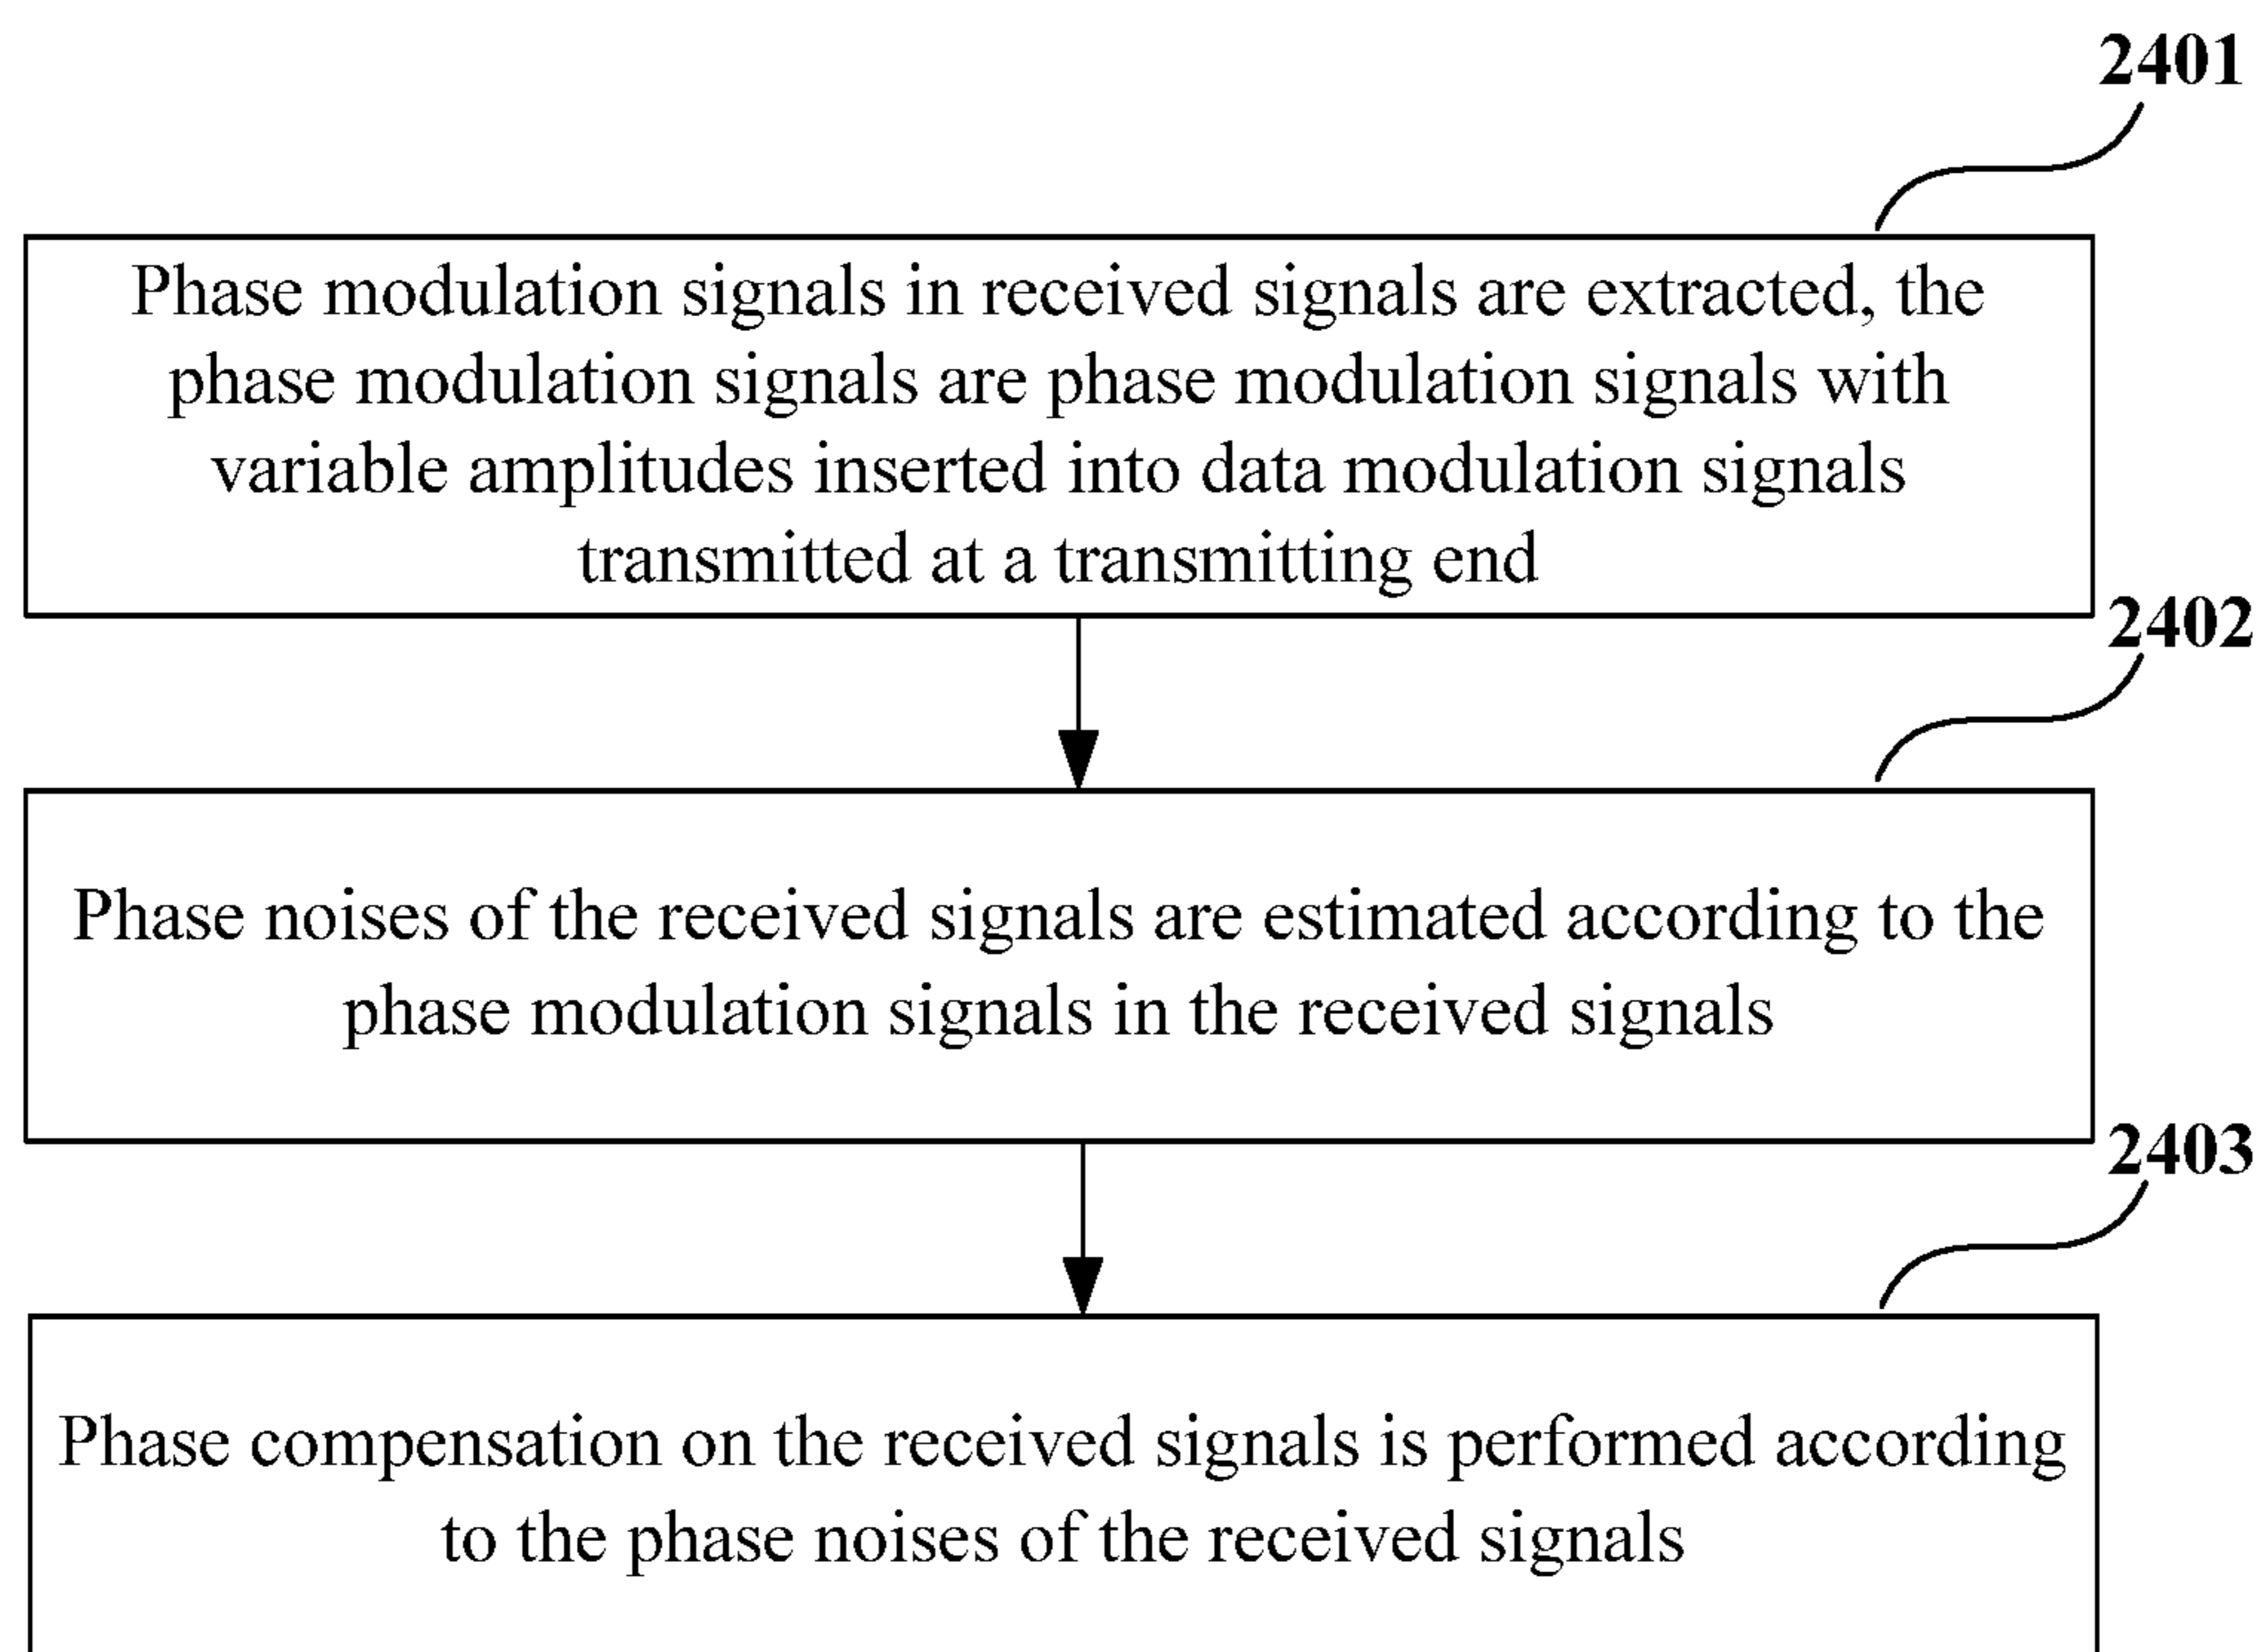 2401
Phase modulation signals in received signals are extracted, the
phase modulation signals are phase modulation signals with
variable amplitudes inserted into data modulation signals
transmitted at a transmitting end
2402
Phase noises of the received signals are estimated according to the
phase modulation signals in the received signals
2403
Phase compensation on the received signals is performed according
to the phase noises of the received signals